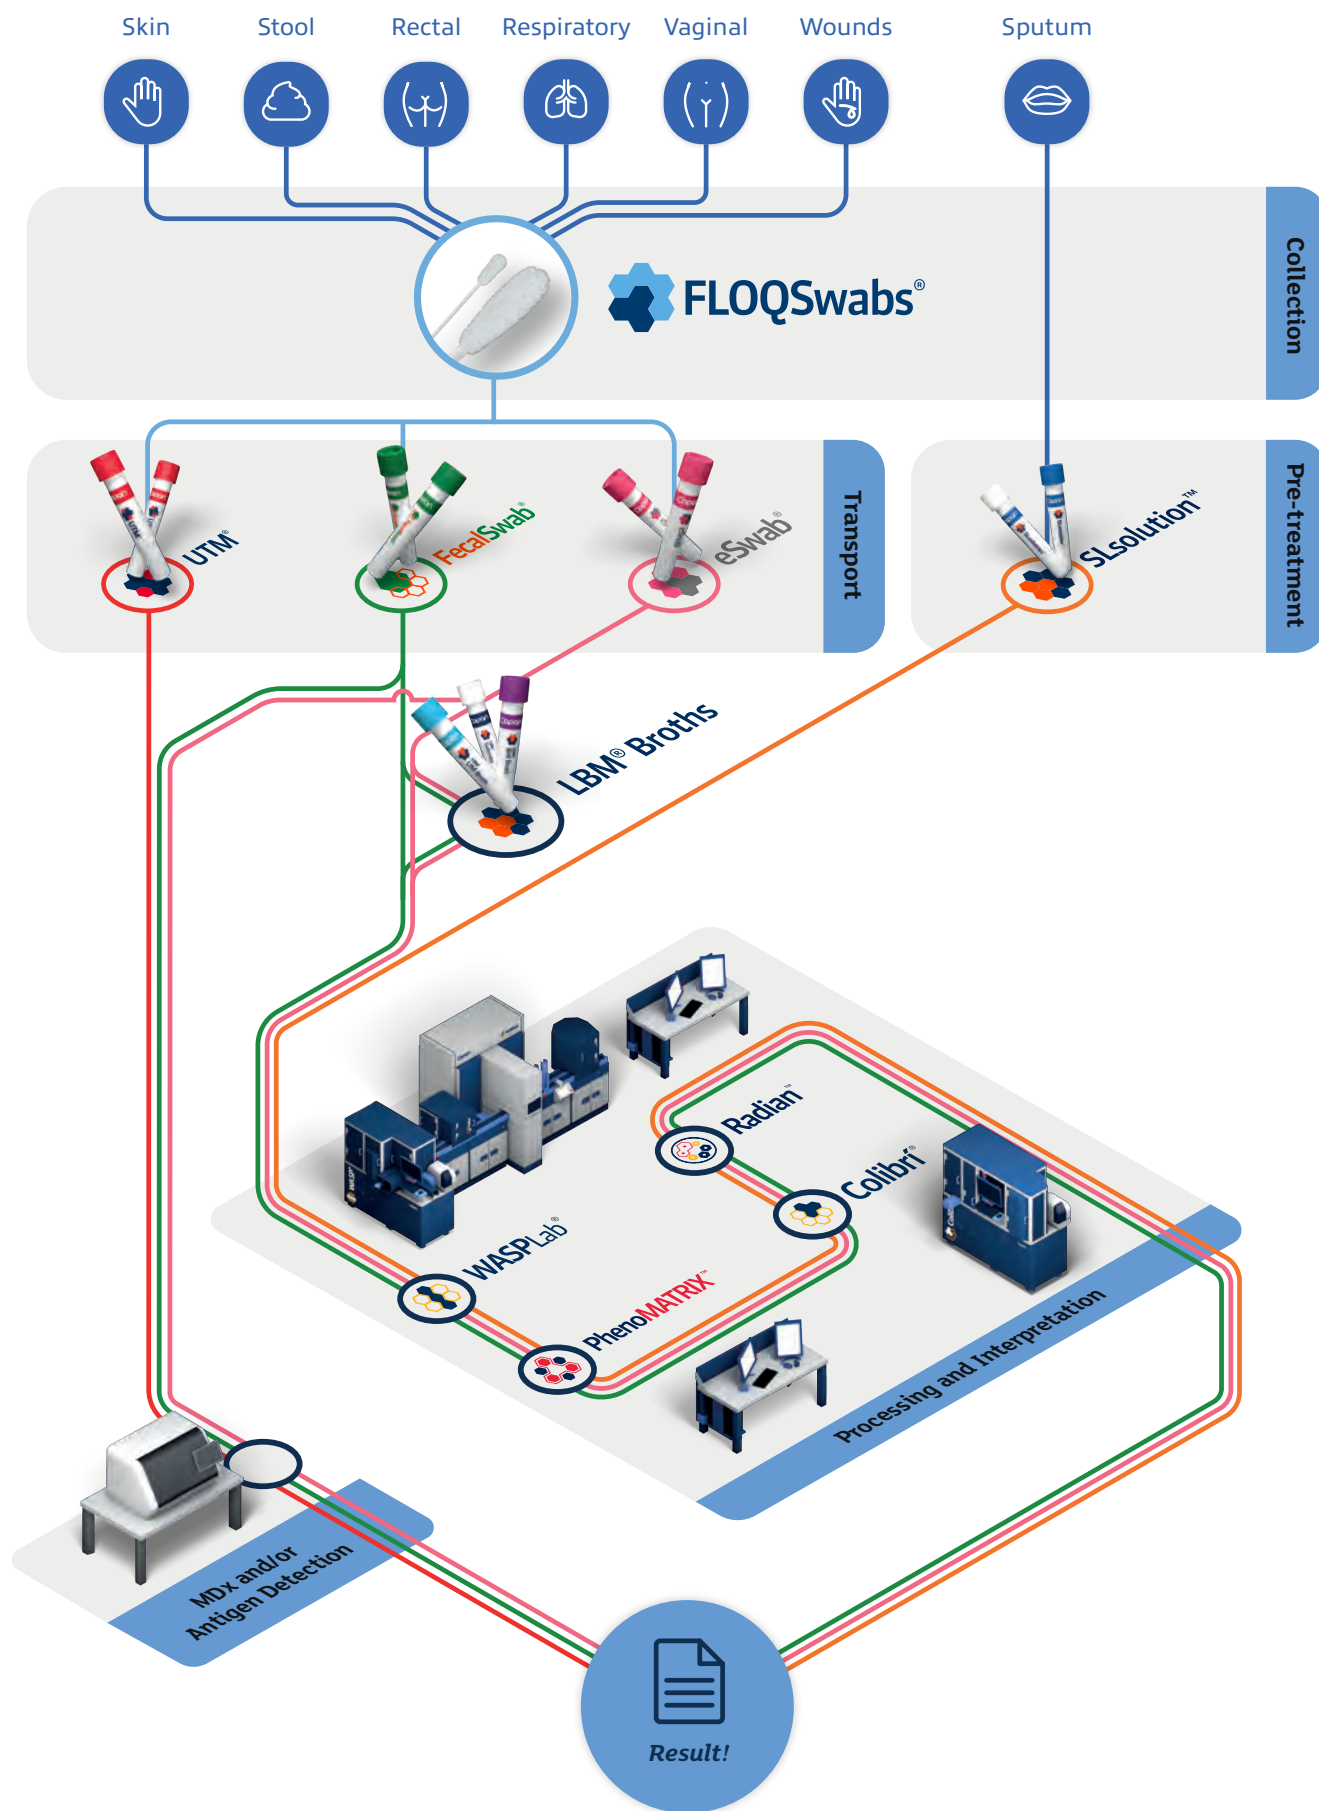 Skin
Stool
Rectal
Respiratory
Vaginal
Wounds
Sputum
FLOQSwabs®
Collection
UTM®
FecalSwab®
eSwab®
Transport
SLsolution™
Pre-treatment
LBM® Broths
Radian™
Colibrí®
WASPLab®
PhenoMATRIX™
Processing and Interpretation
MDx and/or
Antigen Detection
Result!